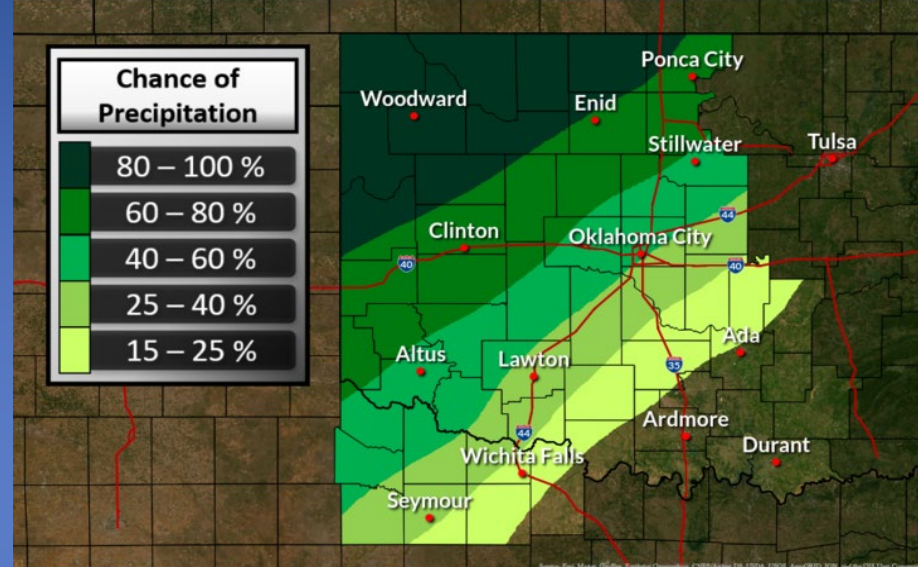 Chance of
Precipitation
80 – 100 %
60 – 80 %
40 – 60 %
25 – 40 %
15 – 25 %
Ponca City
Woodward
Enid
Stillwater
Tulsa
44
Clinton
Oklahoma City
40
40
Altus
Lawton
Ada
35
Ardmore
44
Durant
Wichita Falls
Seymour